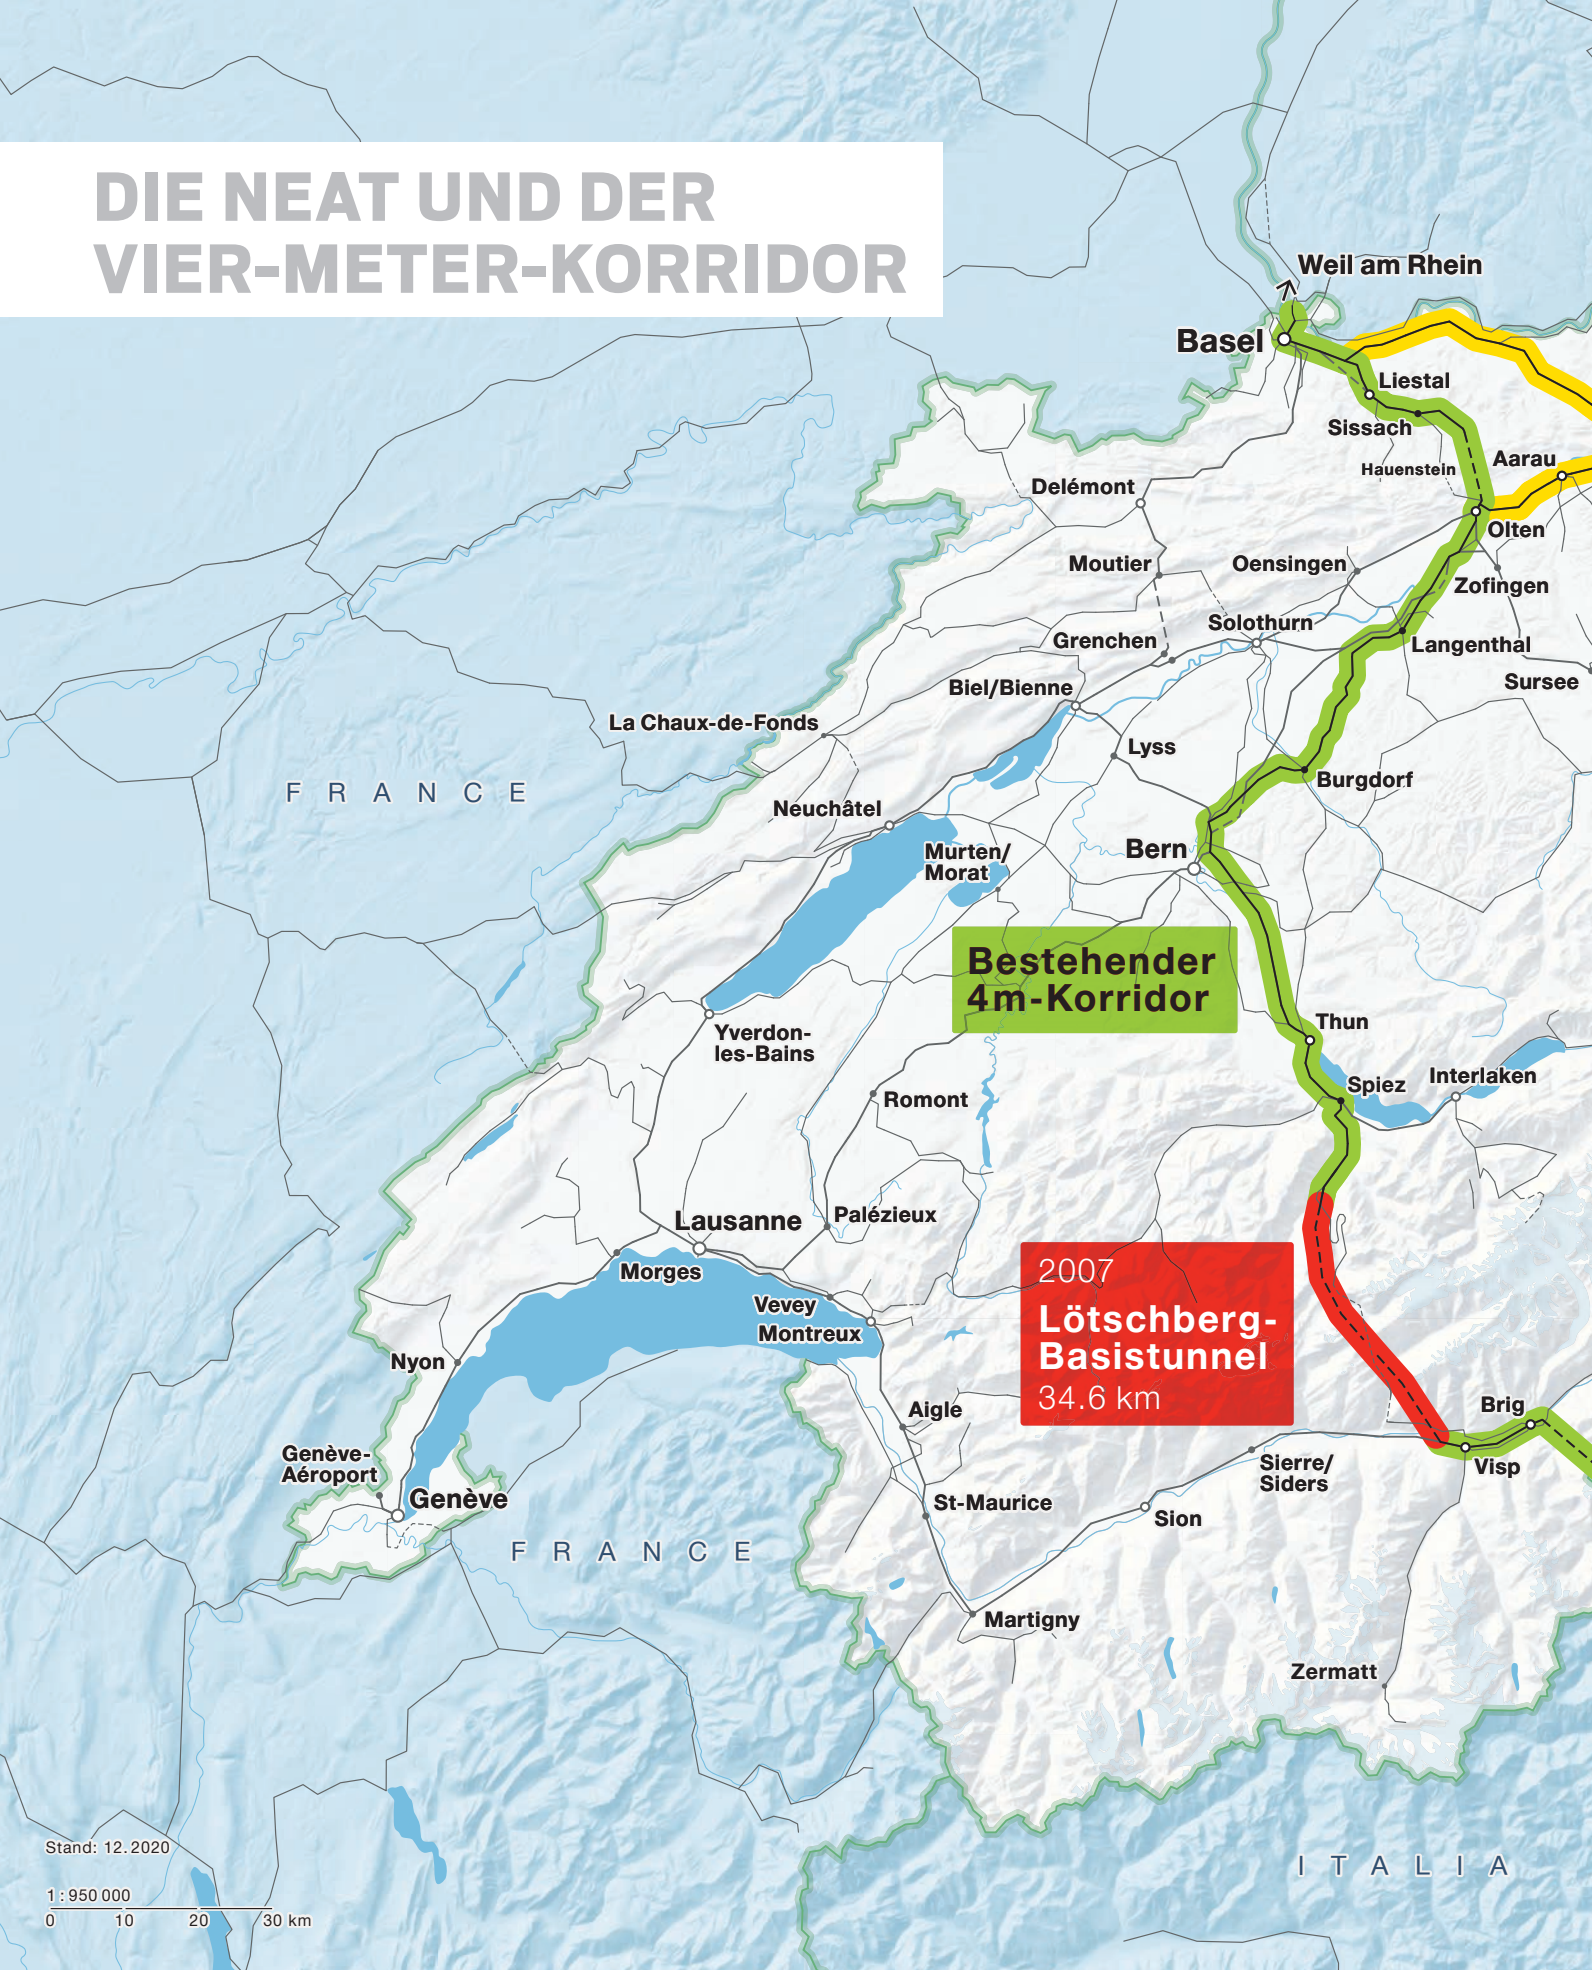 DIE NEAT UND DER
VIER-METER-KORRIDOR
Weil am Rhein
Basel
Liestal
Sissach
Hauenstein
Aarau
Delémont
Olten
Moutier
Oensingen
Zofingen
Solothurn
Grenchen
Langenthal
Sursee
Biel/Bienne
La Chaux-de-Fonds
Lyss
Burgdorf
FRANCE
Neuchâtel
Murten/
Morat
Bern
Bestehender
4m-Korridor
Thun
Yverdon-
les-Bains
Spiez
Interlaken
Romont
Lausanne
Palézieux
Morges
2007
Lötschberg-
Basistunnel
34.6 km
Vevey
Montreux
Nyon
Aigle
Brig
Genève-
Aéroport
Sierre/
Siders
Visp
Genève
St-Maurice
Sion
FRANCE
Martigny
Zermatt
Stand: 12.2020
ITALIA
1:950 000
0 10 20 30 km